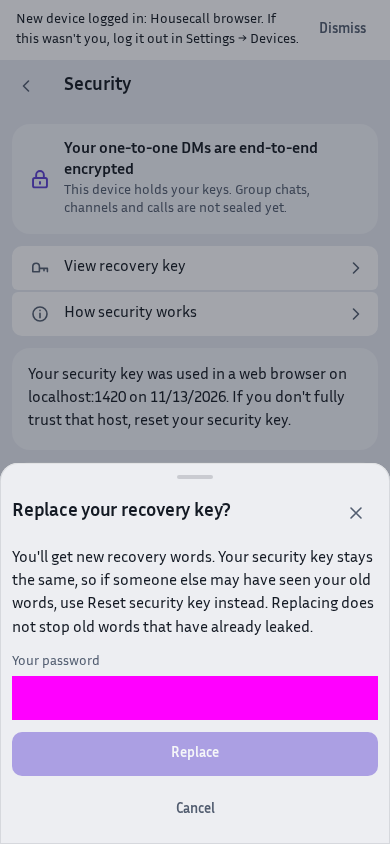 New device logged in: Housecall browser. If
this wasn't you, log it out in Settings → Devices.
Dismiss
Security
Your one-to-one DMs are end-to-end
encrypted
This device holds your keys. Group chats,
channels and calls are not sealed yet.
View recovery key
How security works
Your security key was used in a web browser on
localhost:1420 on 11/13/2026. If you don't fully
trust that host, reset your security key.
Replace your recovery key?
You'll get new recovery words. Your security key stays
the same, so if someone else may have seen your old
words, use Reset security key instead. Replacing does
not stop old words that have already leaked.
Your password
Replace
Cancel